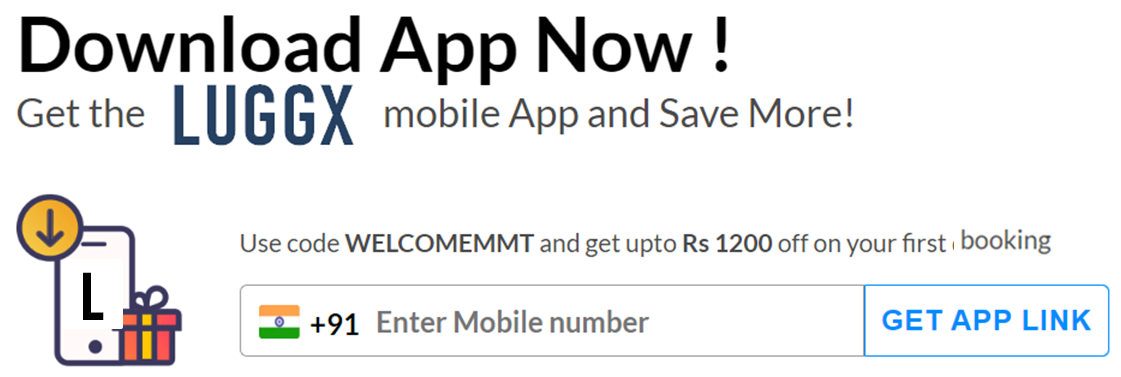 Download App Now !
Get the LUGGX mobile App and Save More!
L
Use code WELCOMEMMT and get upto Rs 1200 off on your first booking
+91 Enter Mobile number GET APP LINK